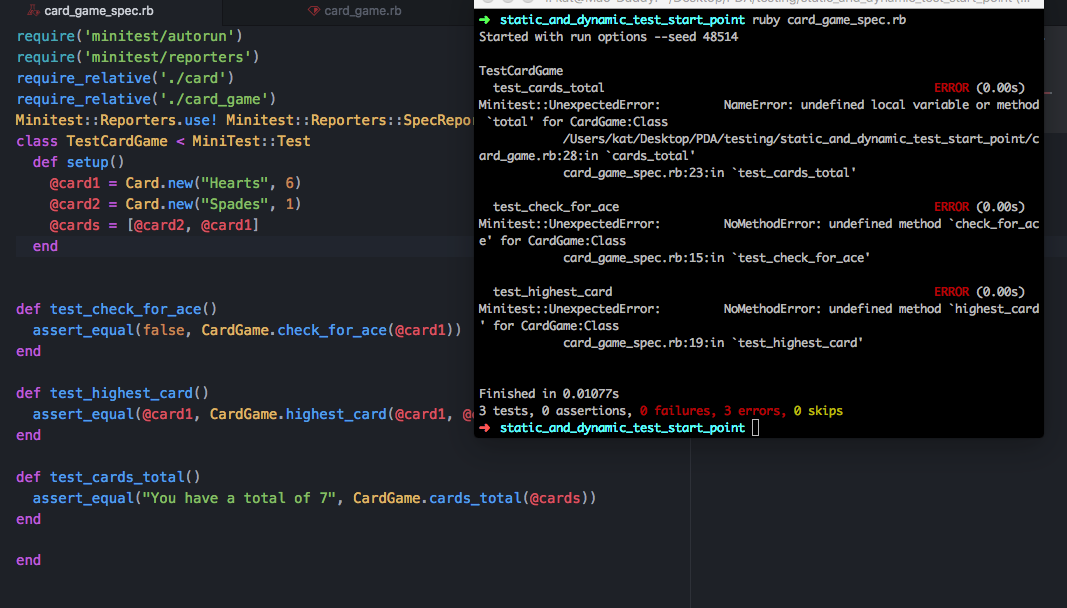 card_game_spec.rb
card_game.rb
require('minitest/autorun')
require('minitest/reporters')
require_relative('./card')
require_relative('./card_game')
Minitest::Reporters.use! Minitest::Reporters::SpecRepo
class TestCardGame < MiniTest::Test
def setup()
@card1 = Card.new("Hearts", 6)
@card2 = Card.new("Spades", 1)
@cards = [@card2, @card1]
end
def test_check_for_ace()
assert_equal(false, CardGame.check_for_ace(@card1))
end
def test_highest_card()
assert_equal(@card1, CardGame.highest_card(@card1, @
end
def test_cards_total()
assert_equal("You have a total of 7", CardGame.cards_total(@cards))
end
end
➜ static_and_dynamic_test_start_point ruby card_game_spec.rb
Started with run options --seed 48514
TestCardGame
test_cards_total ERROR (0.00s)
Minitest::UnexpectedError: NameError: undefined local variable or method
`total' for CardGame:Class
/Users/kat/Desktop/PDA/testing/static_and_dynamic_test_start_point/c
ard_game.rb:28:in `cards_total'
card_game_spec.rb:23:in `test_cards_total'
test_check_for_ace ERROR (0.00s)
Minitest::UnexpectedError: NoMethodError: undefined method `check_for_ac
e' for CardGame:Class
card_game_spec.rb:15:in `test_check_for_ace'
test_highest_card ERROR (0.00s)
Minitest::UnexpectedError: NoMethodError: undefined method `highest_card
' for CardGame:Class
card_game_spec.rb:19:in `test_highest_card'
Finished in 0.01077s
3 tests, 0 assertions, 0 failures, 3 errors, 0 skips
➜ static_and_dynamic_test_start_point